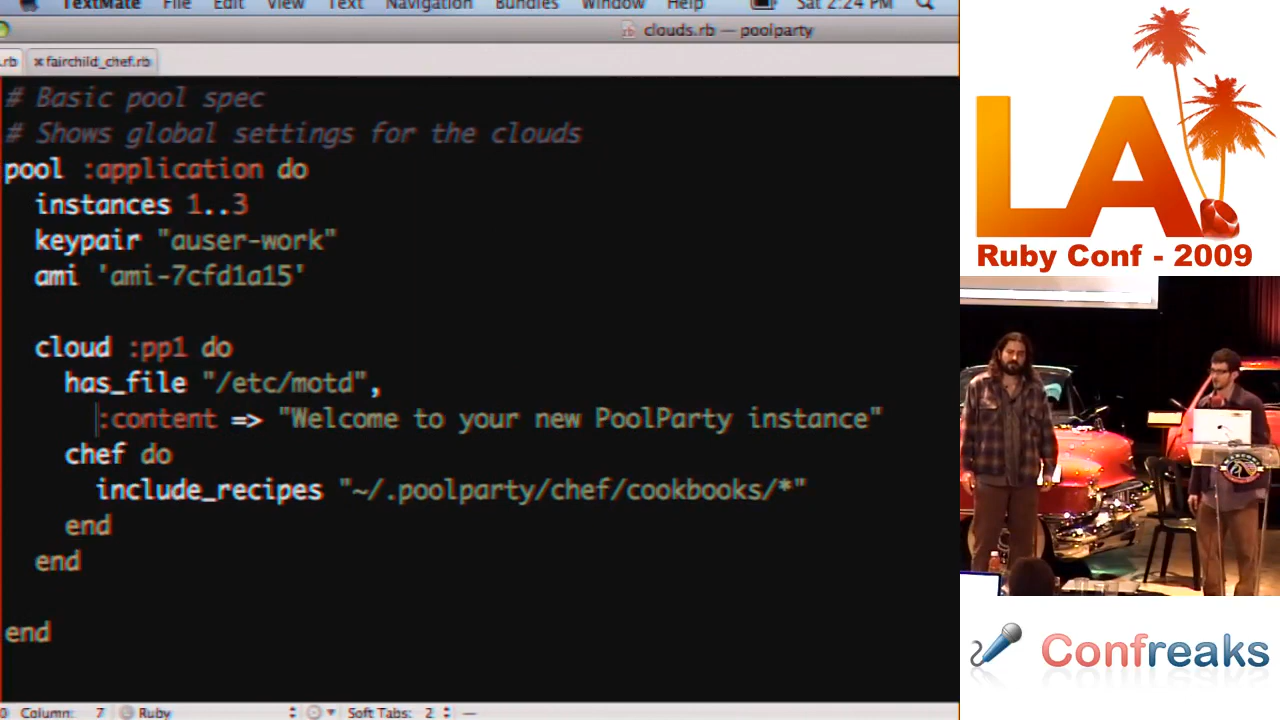 TextMate File Edit View Text Navigation Bundles Window Help Sat 2:24 PM
clouds.rb — poolparty
.rb fairchild_chef.rb
# Basic pool spec
# Shows global settings for the clouds
pool :application do
instances 1..3
keypair "auser-work"
ami 'ami-7cfd1a15'
cloud :pp1 do
has_file "/etc/motd",
:content => "Welcome to your new PoolParty instance"
chef do
include_recipes "~/.poolparty/chef/cookbooks/*"
end
end
end
0 Column: 7 Ruby Soft Tabs: 2 —
LA
Ruby Conf - 2009
Confreaks